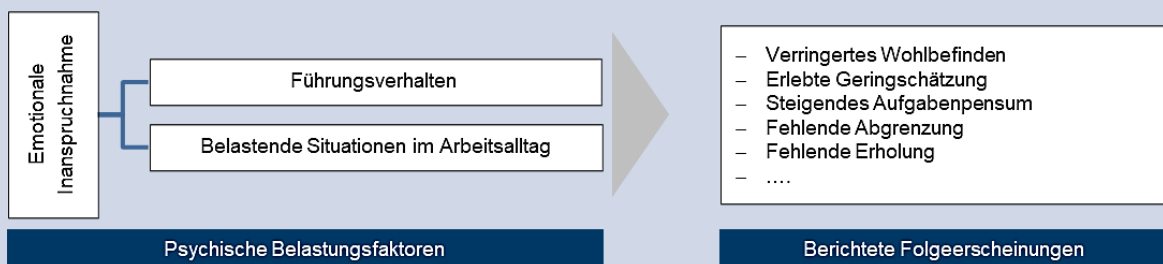 Emotionale
Inanspruchnahme
Führungsverhalten
Belastende Situationen im Arbeitsalltag
Psychische Belastungsfaktoren
– Verringertes Wohlbefinden
– Erlebte Geringschätzung
– Steigendes Aufgabenpensum
– Fehlende Abgrenzung
– Fehlende Erholung
– ....
Berichtete Folgeerscheinungen